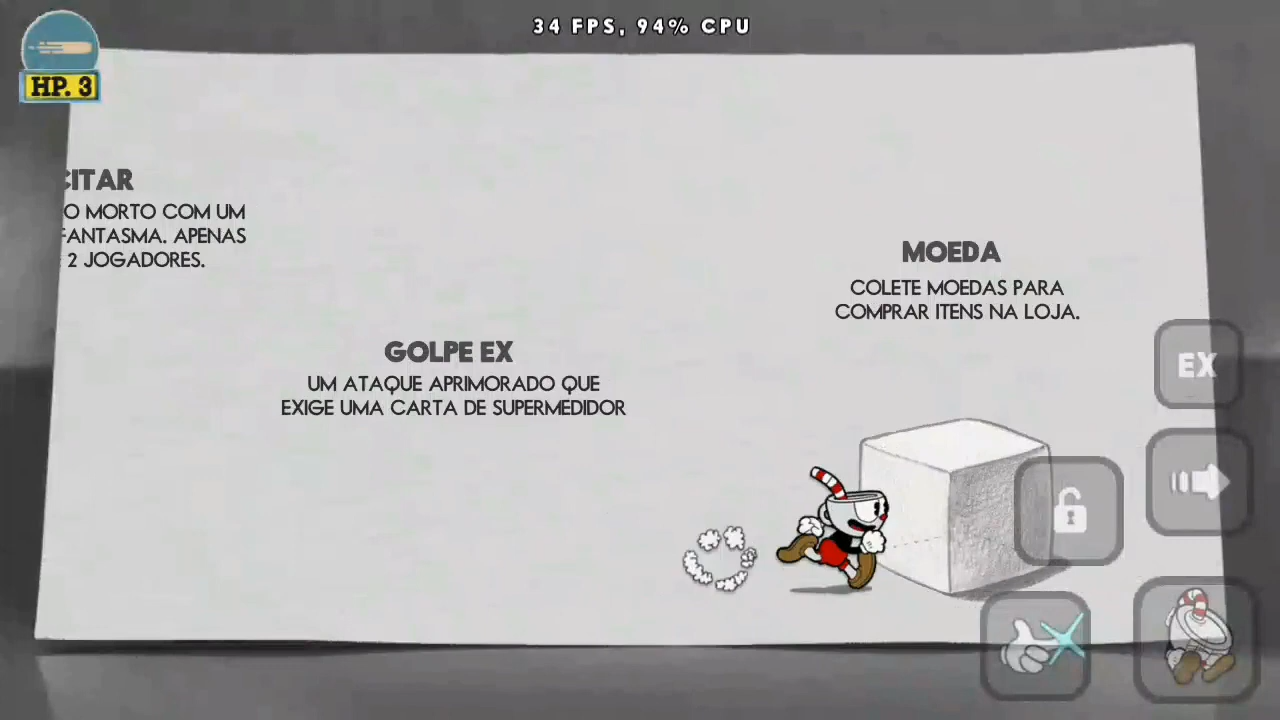 34 FPS, 94% CPU
HP. 3
O MORTO COM UM
FANTASMA. APENAS
2 JOGADORES.
MOEDA
COLETE MOEDAS PARA
COMPRAR ITENS NA LOJA.
GOLPE EX
UM ATAQUE APRIMORADO QUE
EXIGE UMA CARTA DE SUPERMEDIDOR
EX